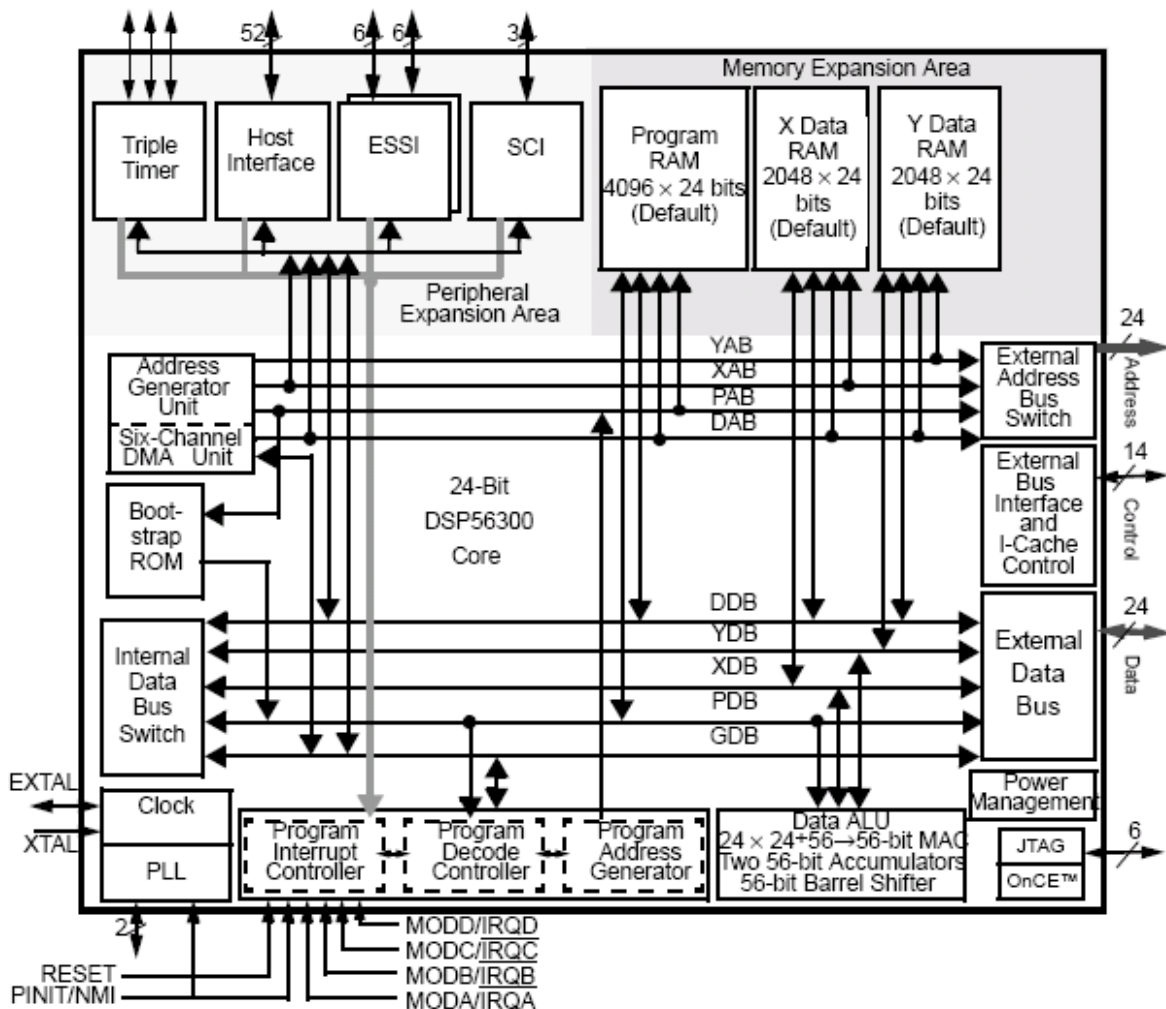 52
6
6
3
Memory Expansion Area
Triple
Timer
Host
Interface
ESSI
SCI
Program
RAM
4096 × 24 bits
(Default)
X Data
RAM
2048 × 24
bits
(Default)
Y Data
RAM
2048 × 24
bits
(Default)
Peripheral
Expansion Area
Address
Generator
Unit
Six-Channel
DMA Unit
YAB
XAB
PAB
DAB
External
Address
Bus
Switch
24
Address
24-Bit
DSP56300
Core
Boot-
strap
ROM
External
Bus
Interface
and
I-Cache
Control
14
Control
Internal
Data
Bus
Switch
DDB
YDB
XDB
PDB
GDB
External
Data
Bus
24
Data
EXTAL
XTAL
Clock
PLL
2
Program
Interrupt
Controller
Program
Decode
Controller
Program
Address
Generator
Data ALU
24 × 24+56→56-bit MAC
Two 56-bit Accumulators
56-bit Barrel Shifter
Power
Management
JTAG
OnCE™
6
MODD/IRQD
MODC/IRQC
MODB/IRQB
MODA/IRQA
RESET
PINIT/NMI